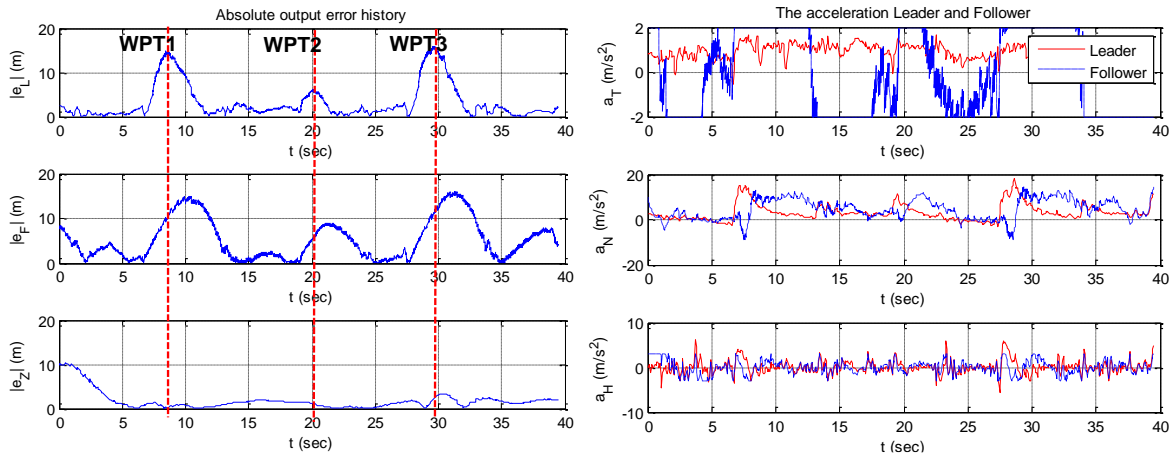 Absolute output error history
20
10
0
|e_L| (m)
WPT1
WPT2
WPT3
0 5 10 15 20 25 30 35 40
t (sec)
20
10
0
|e_F| (m)
0 5 10 15 20 25 30 35 40
t (sec)
20
10
0
|e_Z| (m)
0 5 10 15 20 25 30 35 40
t (sec)
The acceleration Leader and Follower
2
0
-2
a_T (m/s²)
Leader
Follower
0 5 10 15 20 25 30 35 40
t (sec)
20
0
-20
a_N (m/s²)
0 5 10 15 20 25 30 35 40
t (sec)
10
0
-10
a_H (m/s²)
0 5 10 15 20 25 30 35 40
t (sec)